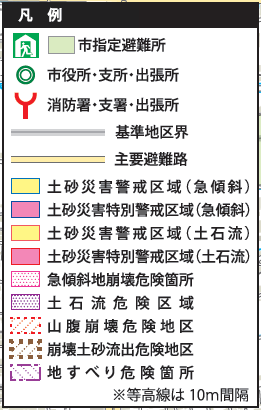 凡 例
市指定避難所
市役所・支所・出張所
消防署・支署・出張所
基準地区界
主要避難路
土砂災害警戒区域（急傾斜）
土砂災害特別警戒区域（急傾斜）
土砂災害警戒区域（土石流）
土砂災害特別警戒区域（土石流）
急傾斜地崩壊危険箇所
土石流危険区域
山腹崩壊危険地区
崩壊土砂流出危険地区
地すべり危険箇所
※等高線は10m間隔